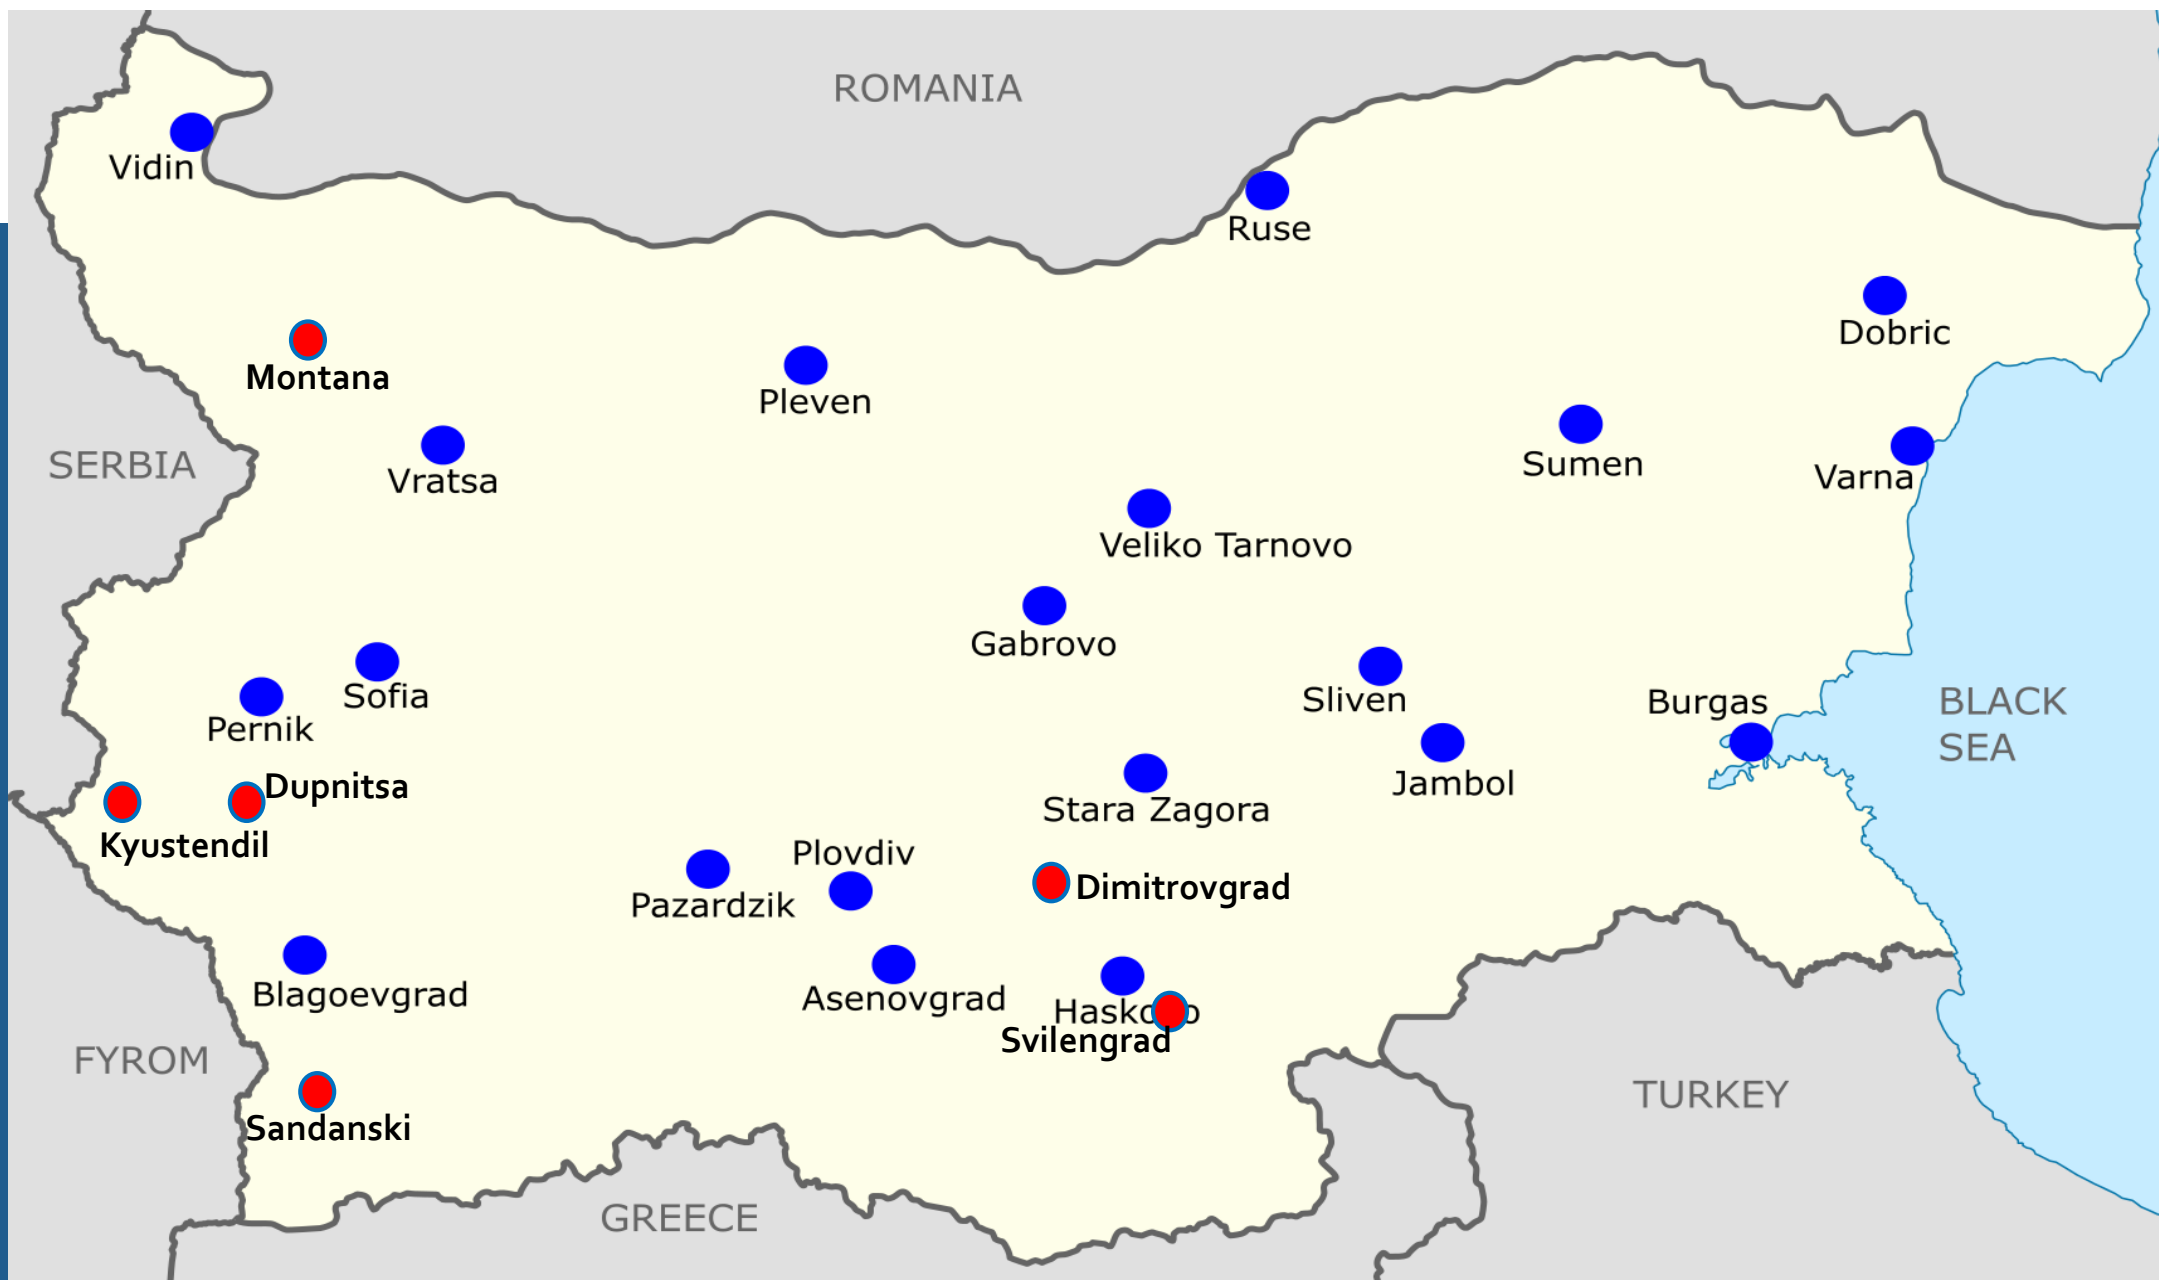 ROMANIA
Vidin
Ruse
Dobric
Montana
Pleven
SERBIA
Vratsa
Sumen
Varna
Veliko Tarnovo
Gabrovo
Sofia
Pernik
Sliven
Burgas
BLACK
SEA
Dupnitsa
Jambol
Stara Zagora
Kyustendil
Plovdiv
Pazardzik
Dimitrovgrad
Blagoevgrad
Asenovgrad
Svilengrad
FYROM
TURKEY
Sandanski
GREECE